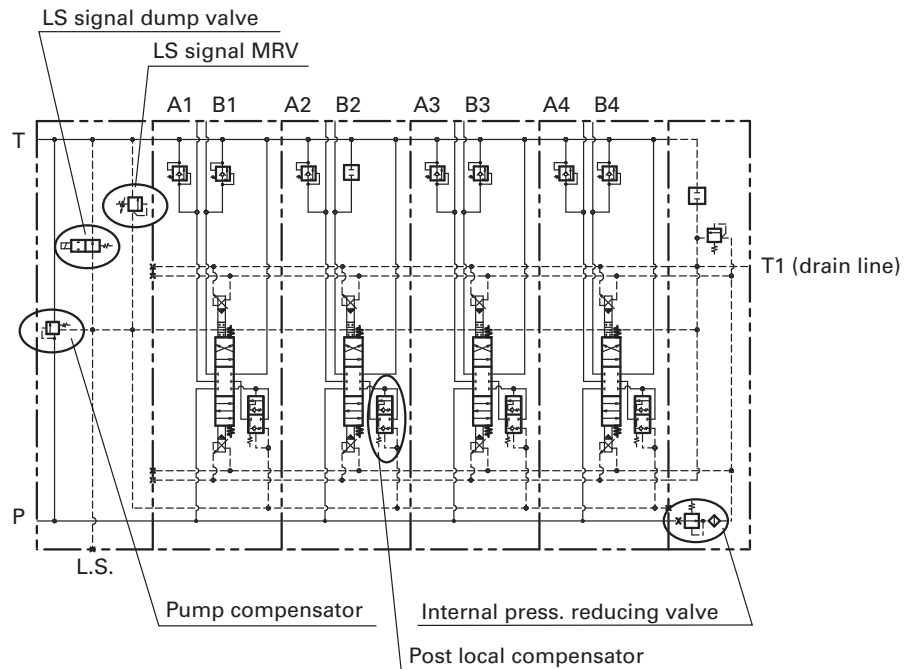 LS signal dump valve
LS signal MRV
A1 B1 A2 B2 A3 B3 A4 B4
T
T1 (drain line)
P
L.S.
Pump compensator
Internal press. reducing valve
Post local compensator